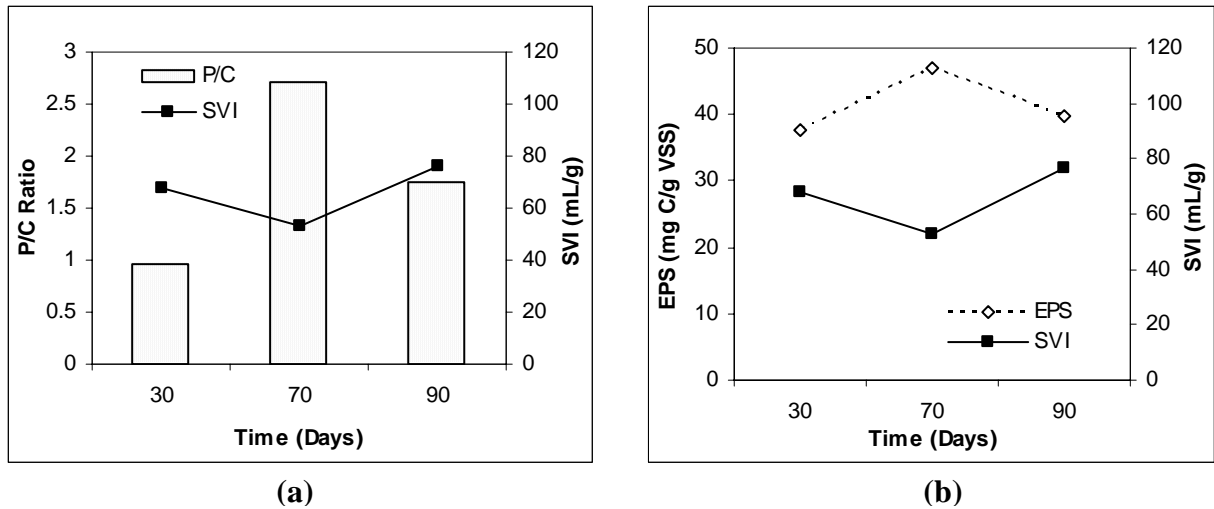 3
2.5
2
1.5
1
0.5
0
P/C Ratio
P/C
SVI
120
100
80
60
40
20
0
SVI (mL/g)
30 70 90
Time (Days)
(a)
50
40
30
20
10
0
EPS (mg C/g VSS)
EPS
SVI
120
100
80
60
40
20
0
SVI (mL/g)
30 70 90
Time (Days)
(b)